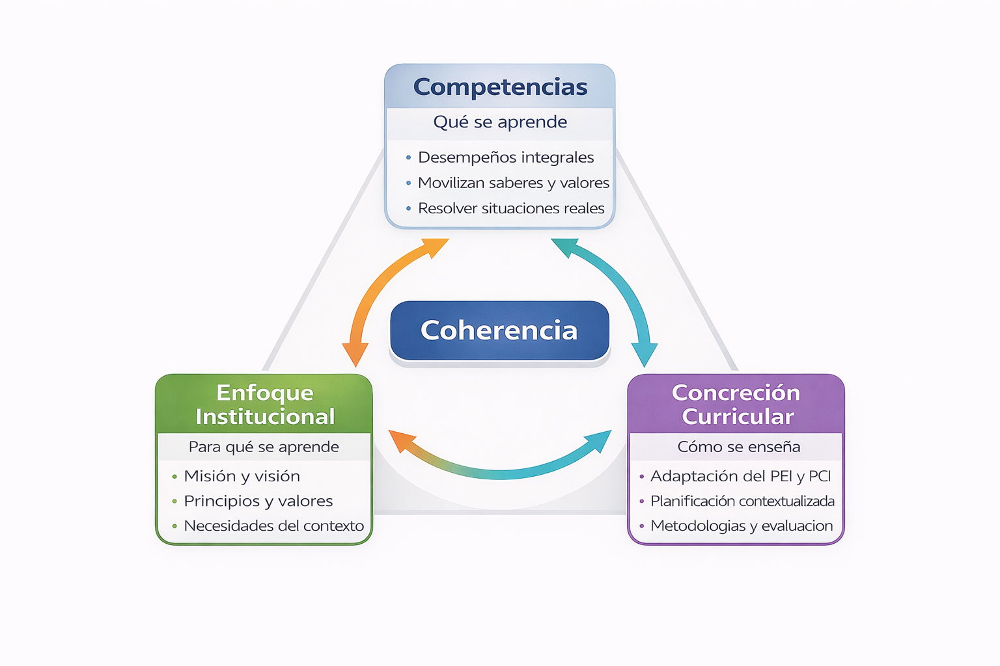 Competencias
Qué se aprende
• Desempeños integrales
• Movilizan saberes y valores
• Resolver situaciones reales
Coherencia
Enfoque
Institucional
Para qué se aprende
• Misión y visión
• Principios y valores
• Necesidades del contexto
Concreción
Curricular
Cómo se enseña
• Adaptación del PEI y PCI
• Planificación contextualizada
• Metodologias y evaluacion